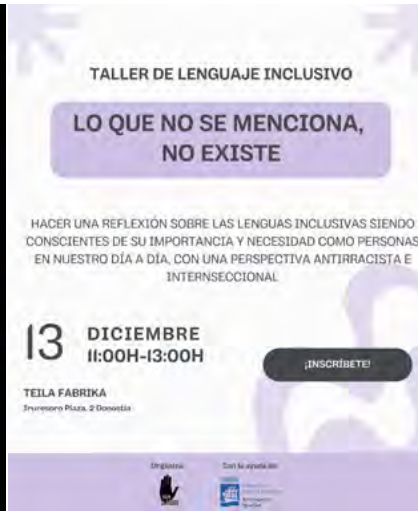 TALLER DE LENGUAJE INCLUSIVO
LO QUE NO SE MENCIONA,
NO EXISTE
HACER UNA REFLEXIÓN SOBRE LAS LENGUAS INCLUSIVAS SIENDO
CONSCIENTES DE SU IMPORTANCIA Y NECESIDAD COMO PERSONAS
EN NUESTRO DÍA A DÍA, CON UNA PERSPECTIVA ANTIRRACISTA E
INTERNSECCIONAL
13
DICIEMBRE
11:00H-13:00H
¡INSCRÍBETE!
TEILA FABRIKA
Plaza, 2 Donostia
Con la ayuda de: